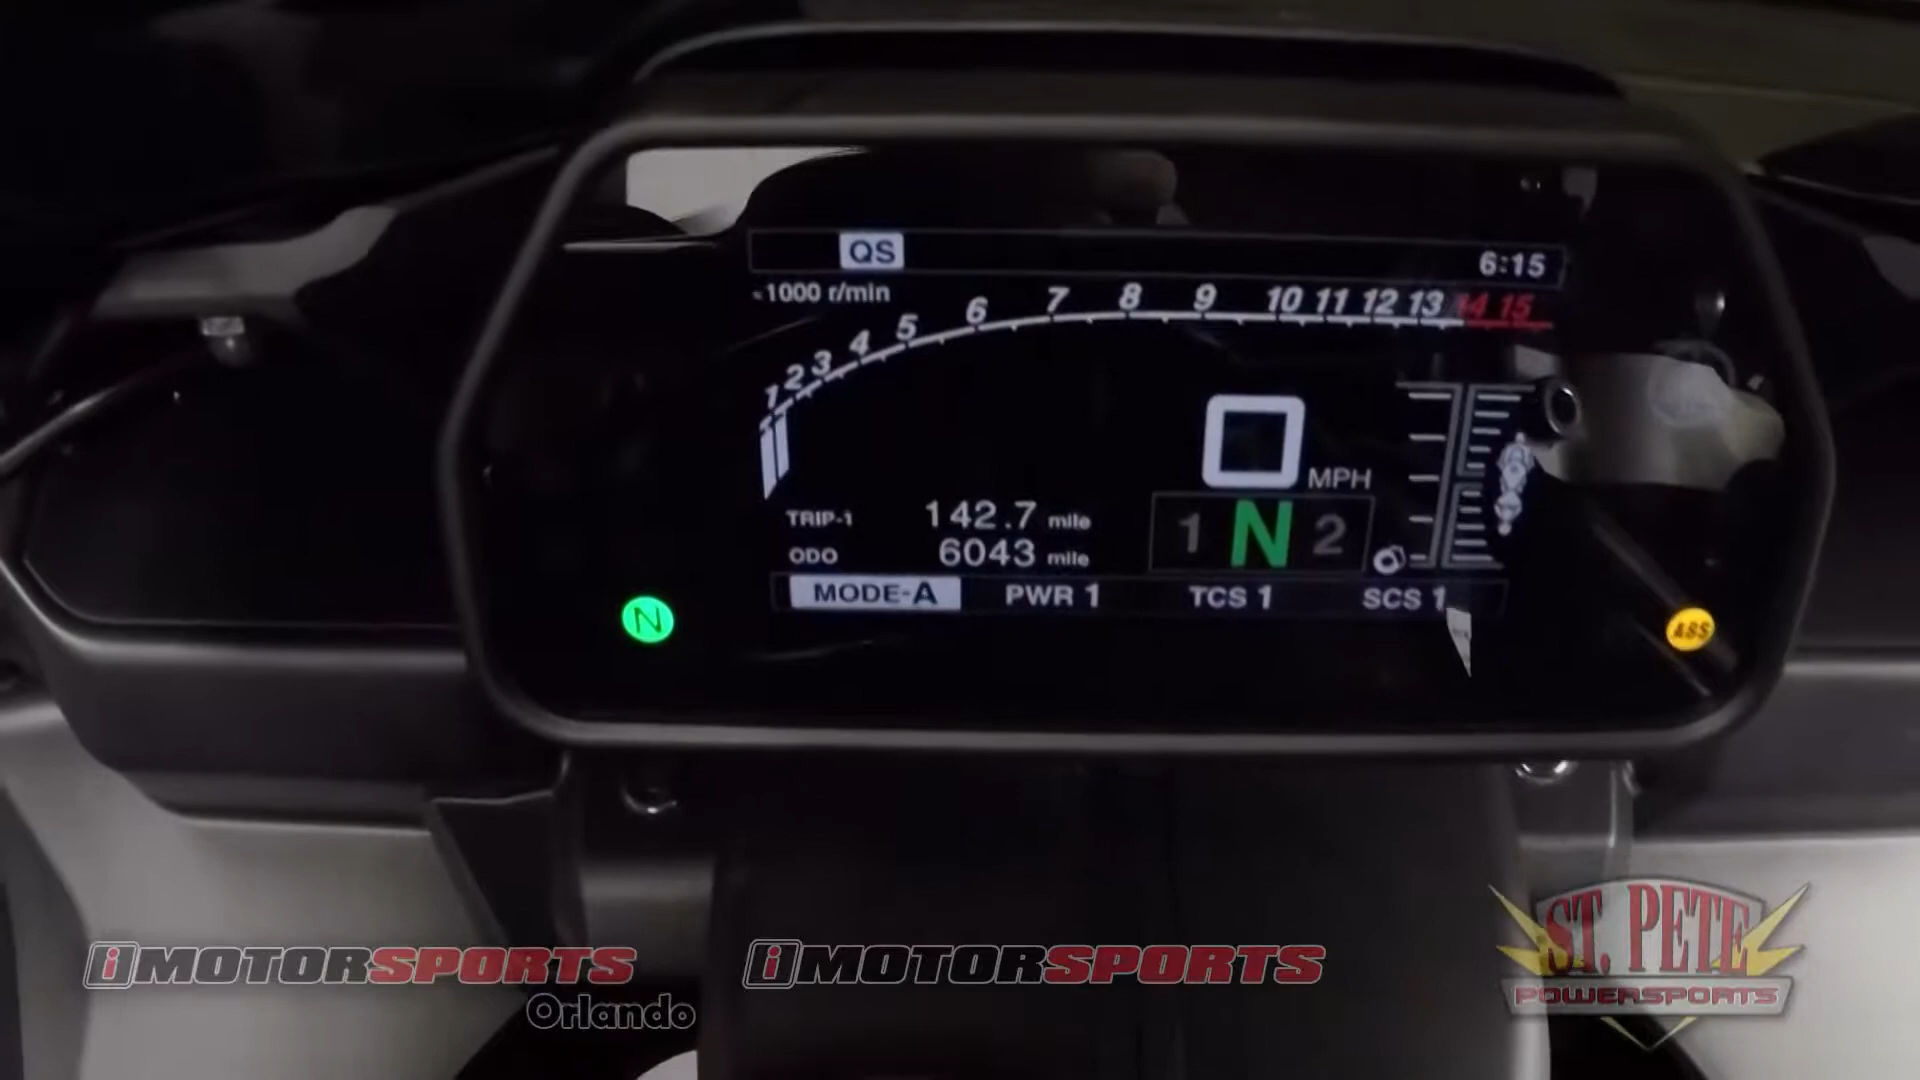 QS
6:15
×1000 r/min
1 2 3 4 5 6 7 8 9 10 11 12 13 14 15
0 MPH
TRIP-1 142.7 mile
ODO 6043 mile
1 N 2
MODE-A PWR 1 TCS 1 SCS 1
N
ABS
iMOTORSPORTS
Orlando
iMOTORSPORTS
ST. PETE
POWERSPORTS